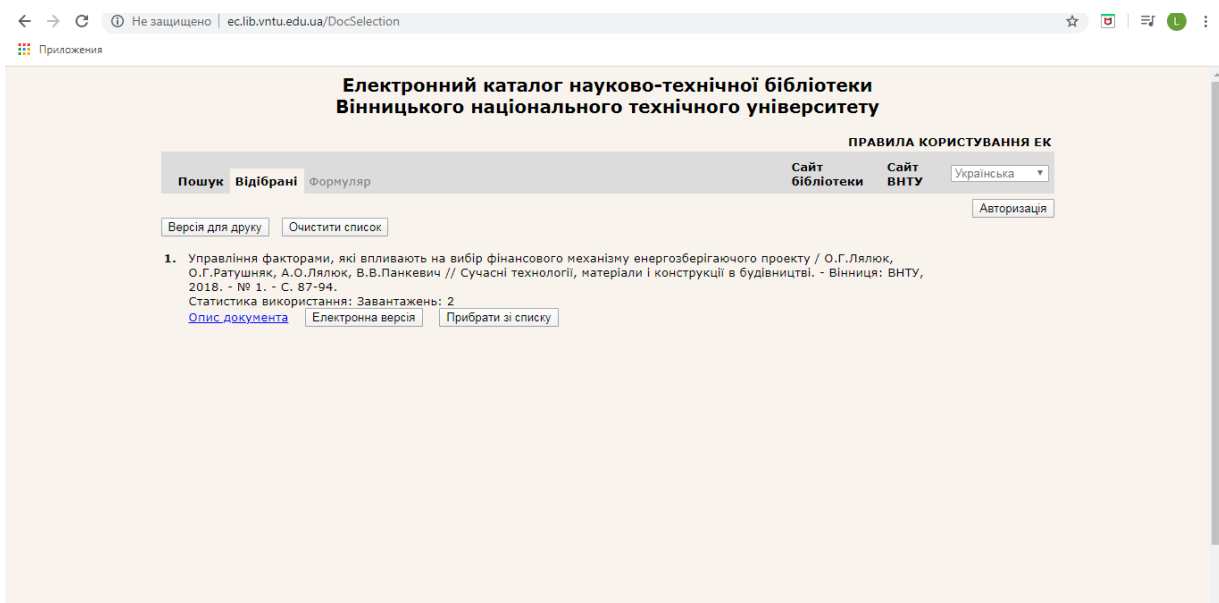 Не защищено | ec.lib.vntu.edu.ua/DocSelection
L
Приложения
Електронний каталог науково-технічної бібліотеки
Вінницького національного технічного університету
ПРАВИЛА КОРИСТУВАННЯ ЕК
Пошук Відібрані Формуляр Сайт бібліотеки Сайт ВНТУ Українська
Авторизація
Версія для друку Очистити список
1. Управління факторами, які впливають на вибір фінансового механізму енергозберігаючого проекту / О.Г.Лялюк,
О.Г.Ратушняк, А.О.Лялюк, В.В.Панкевич // Сучасні технології, матеріали і конструкції в будівництві. - Вінниця: ВНТУ,
2018. - № 1. - С. 87-94.
Статистика використання: Завантажень: 2
Опис документа Електронна версія Прибрати зі списку